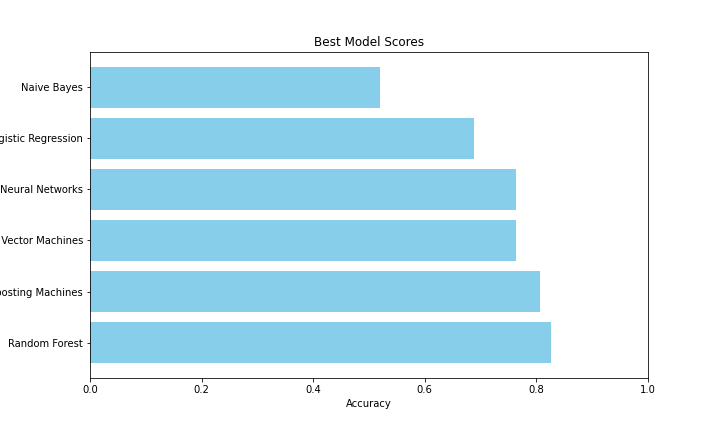 Best Model Scores
Naive Bayes
gistic Regression
Neural Networks
Vector Machines
osting Machines
Random Forest
0.0 0.2 0.4 0.6 0.8 1.0
Accuracy